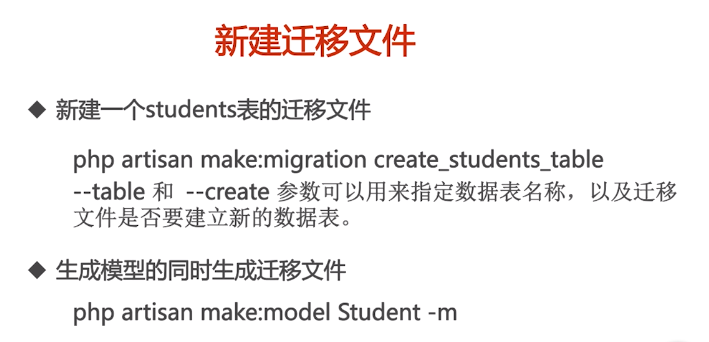 新建迁移文件
◆ 新建一个students表的迁移文件
php artisan make:migration create_students_table
--table 和 --create 参数可以用来指定数据表名称，以及迁移
文件是否要建立新的数据表。
◆ 生成模型的同时生成迁移文件
php artisan make:model Student -m